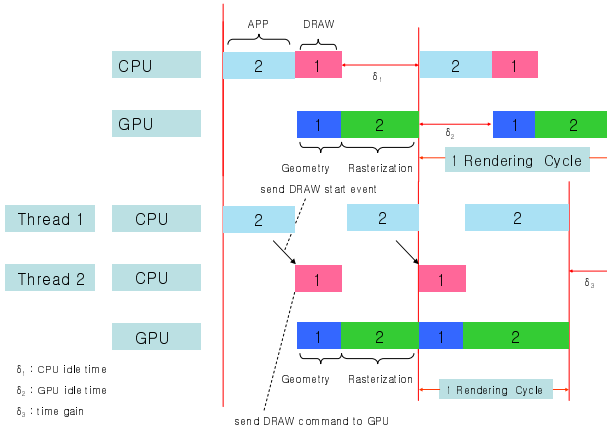 APP DRAW
CPU 2 1 δ1 2 1
GPU 1 2 δ2 1 2
Geometry Rasterization 1 Rendering Cycle
send DRAW start event
Thread 1 CPU 2 2 2
Thread 2 CPU 1 1 δ3
GPU 1 2 1 2
δ1 : CPU idle time
Geometry Rasterization
δ2 : GPU idle time 1 Rendering Cycle
δ3 : time gain
send DRAW command to GPU